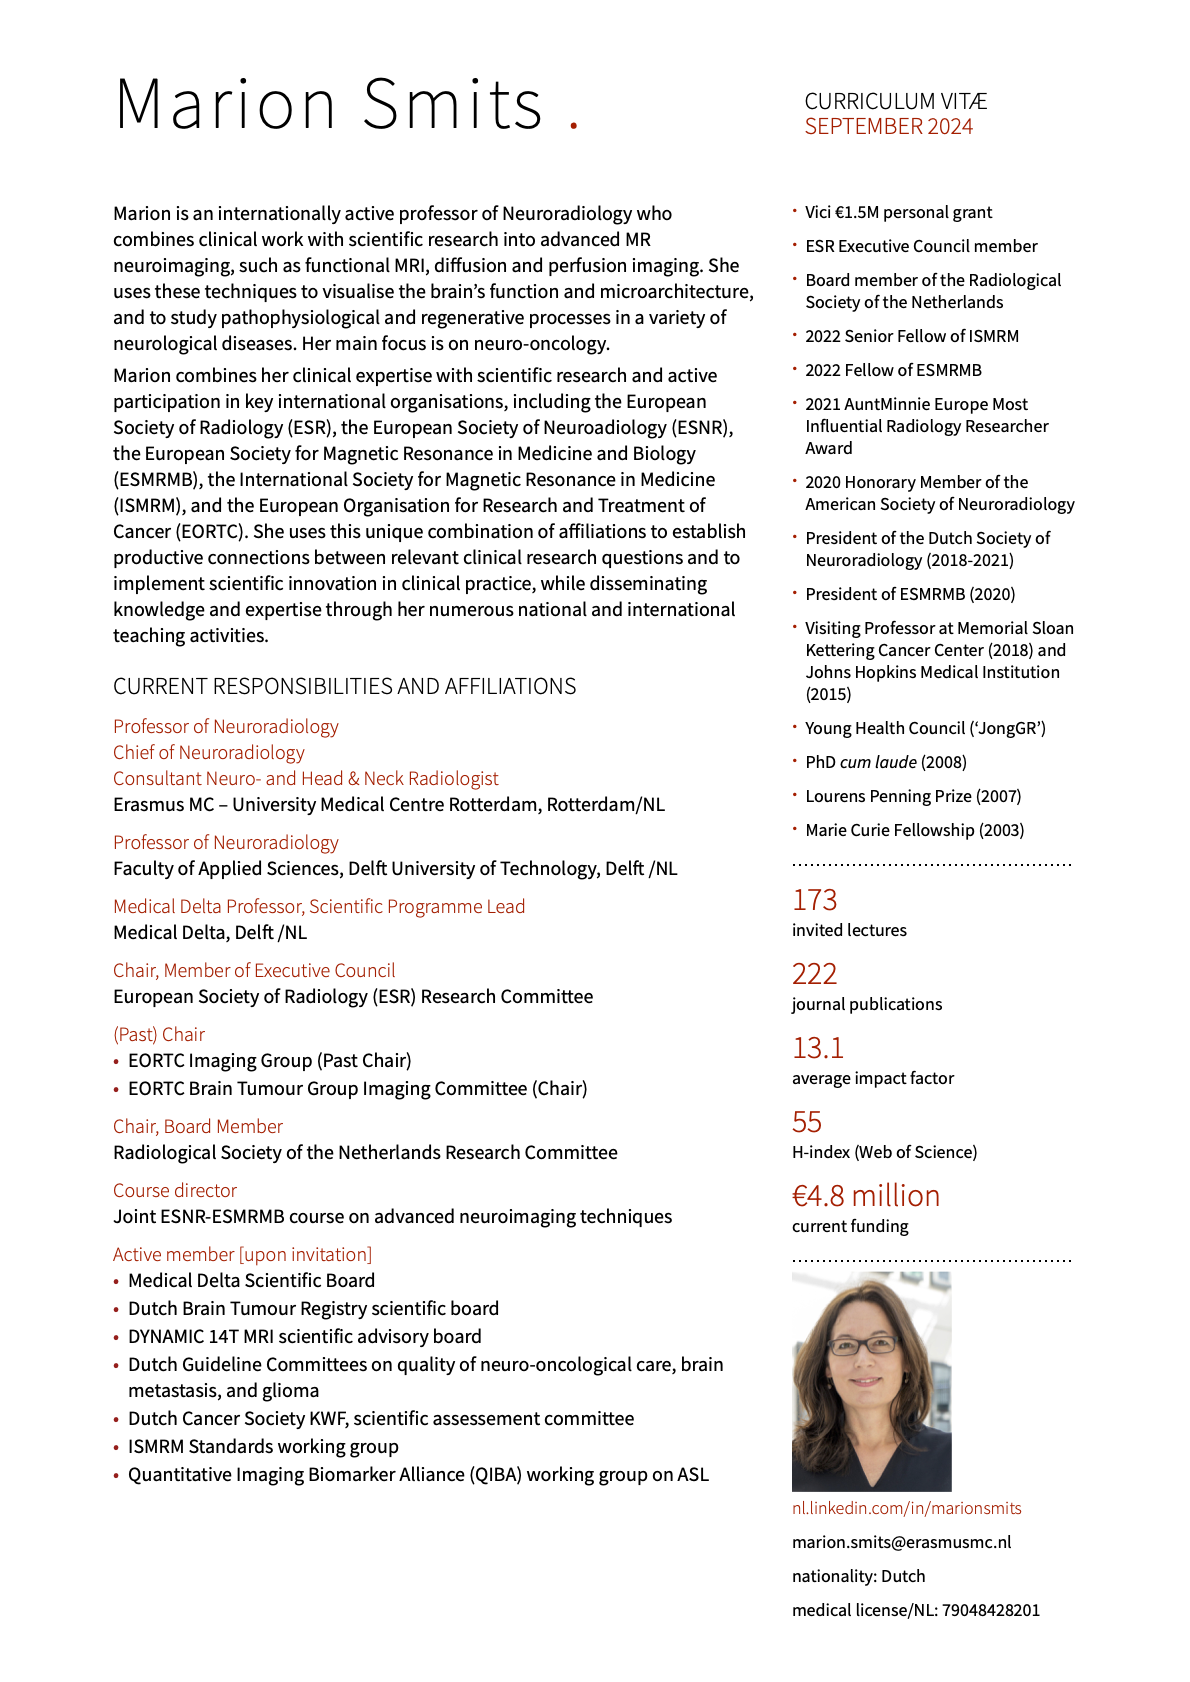 Marion Smits .
CURRICULUM VITÆ
SEPTEMBER 2024
Marion is an internationally active professor of Neuroradiology who
combines clinical work with scientific research into advanced MR
neuroimaging, such as functional MRI, diffusion and perfusion imaging. She
uses these techniques to visualise the brain’s function and microarchitecture,
and to study pathophysiological and regenerative processes in a variety of
neurological diseases. Her main focus is on neuro-oncology.
Marion combines her clinical expertise with scientific research and active
participation in key international organisations, including the European
Society of Radiology (ESR), the European Society of Neuroadiology (ESNR),
the European Society for Magnetic Resonance in Medicine and Biology
(ESMRMB), the International Society for Magnetic Resonance in Medicine
(ISMRM), and the European Organisation for Research and Treatment of
Cancer (EORTC). She uses this unique combination of affiliations to establish
productive connections between relevant clinical research questions and to
implement scientific innovation in clinical practice, while disseminating
knowledge and expertise through her numerous national and international
teaching activities.
CURRENT RESPONSIBILITIES AND AFFILIATIONS
Professor of Neuroradiology
Chief of Neuroradiology
Consultant Neuro- and Head & Neck Radiologist
Erasmus MC – University Medical Centre Rotterdam, Rotterdam/NL
Professor of Neuroradiology
Faculty of Applied Sciences, Delft University of Technology, Delft /NL
Medical Delta Professor, Scientific Programme Lead
Medical Delta, Delft /NL
Chair, Member of Executive Council
European Society of Radiology (ESR) Research Committee
(Past) Chair
• EORTC Imaging Group (Past Chair)
• EORTC Brain Tumour Group Imaging Committee (Chair)
Chair, Board Member
Radiological Society of the Netherlands Research Committee
Course director
Joint ESNR-ESMRMB course on advanced neuroimaging techniques
Active member [upon invitation]
• Medical Delta Scientific Board
• Dutch Brain Tumour Registry scientific board
• DYNAMIC 14T MRI scientific advisory board
• Dutch Guideline Committees on quality of neuro-oncological care, brain
metastasis, and glioma
• Dutch Cancer Society KWF, scientific assessement committee
• ISMRM Standards working group
• Quantitative Imaging Biomarker Alliance (QIBA) working group on ASL
• Vici €1.5M personal grant
• ESR Executive Council member
• Board member of the Radiological
Society of the Netherlands
• 2022 Senior Fellow of ISMRM
• 2022 Fellow of ESMRMB
• 2021 AuntMinnie Europe Most
Influential Radiology Researcher
Award
• 2020 Honorary Member of the
American Society of Neuroradiology
• President of the Dutch Society of
Neuroradiology (2018-2021)
• President of ESMRMB (2020)
• Visiting Professor at Memorial Sloan
Kettering Cancer Center (2018) and
Johns Hopkins Medical Institution
(2015)
• Young Health Council (‘JongGR’)
• PhD cum laude (2008)
• Lourens Penning Prize (2007)
• Marie Curie Fellowship (2003)
173
invited lectures
222
journal publications
13.1
average impact factor
55
H-index (Web of Science)
€4.8 million
current funding
nl.linkedin.com/in/marionsmits
marion.smits@erasmusmc.nl
nationality: Dutch
medical license/NL: 79048428201